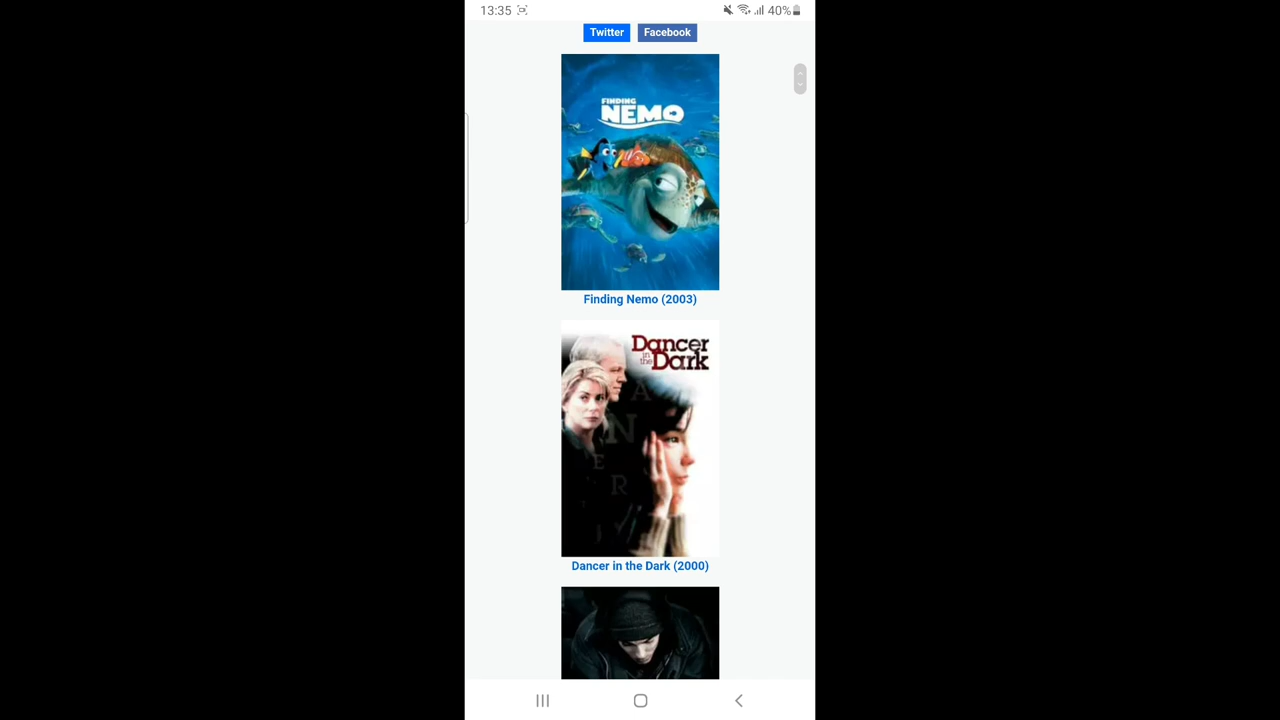 13:35
40%
Twitter Facebook
FINDING
NEMO
Finding Nemo (2003)
Dancer
in the
Dark
A
N
E
R
Dancer in the Dark (2000)